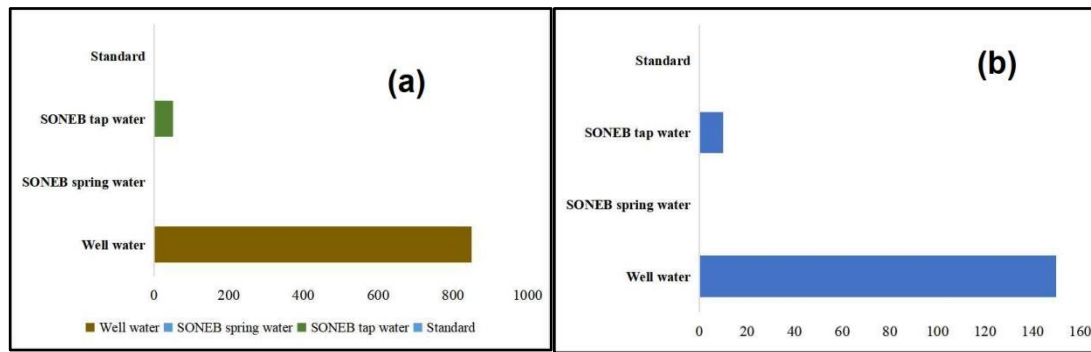 Standard
(a)
SONEB tap water
SONEB spring water
Well water
0 200 400 600 800 1000
Well water SONEB spring water SONEB tap water Standard
Standard
(b)
SONEB tap water
SONEB spring water
Well water
0 20 40 60 80 100 120 140 160